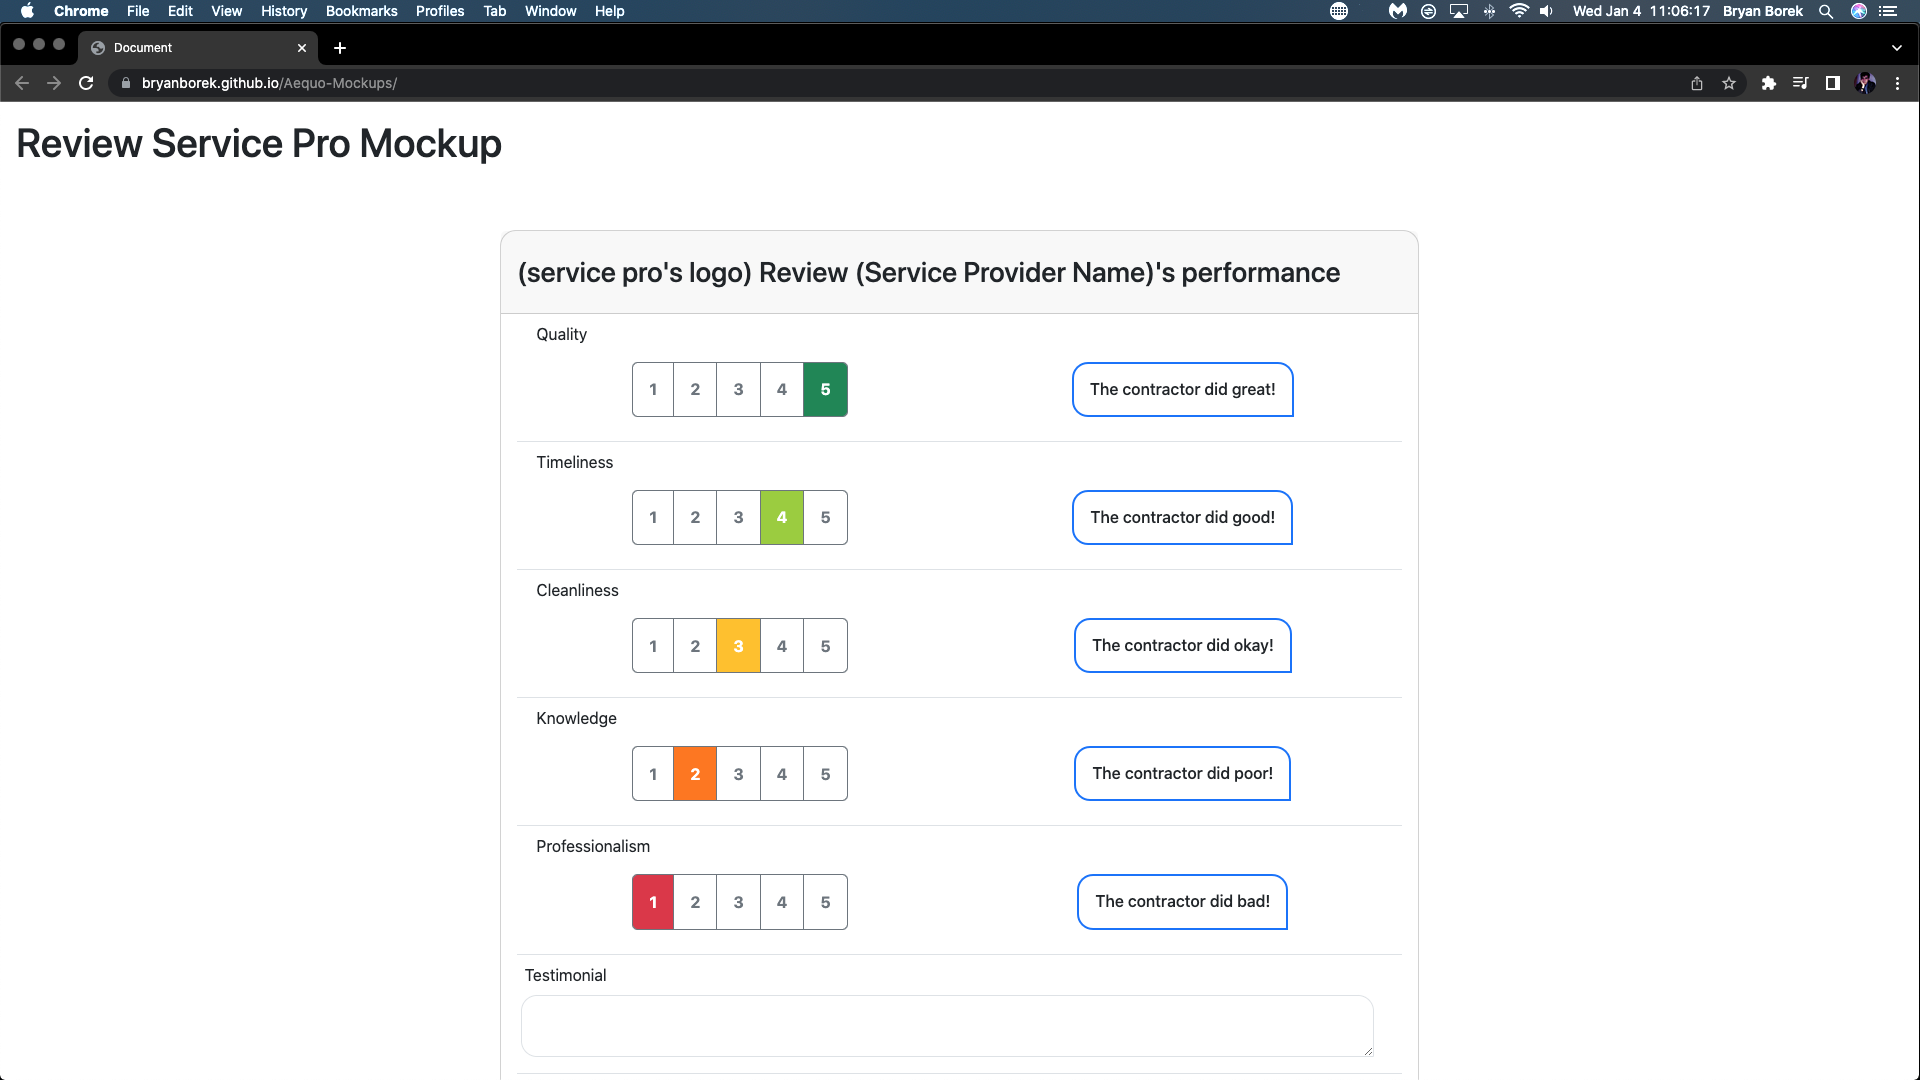 Chrome File Edit View History Bookmarks Profiles Tab Window Help Wed Jan 4 11:06:17 Bryan Borek
Document
bryanborek.github.io/Aequo-Mockups/
Review Service Pro Mockup
(service pro's logo) Review (Service Provider Name)'s performance
Quality
1 2 3 4 5 The contractor did great!
Timeliness
1 2 3 4 5 The contractor did good!
Cleanliness
1 2 3 4 5 The contractor did okay!
Knowledge
1 2 3 4 5 The contractor did poor!
Professionalism
1 2 3 4 5 The contractor did bad!
Testimonial